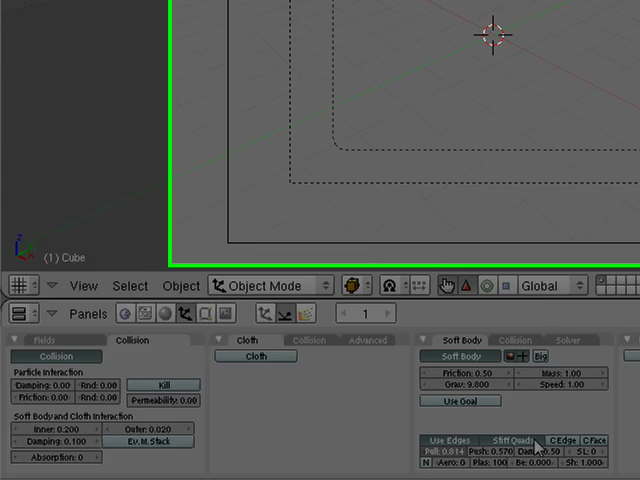 Z
X
(1) Cube
View Select Object Object Mode Global
Panels 1
Fields Collision Cloth Collision Advanced Soft Body Collision Solver
Collision Cloth Soft Body Big
Particle Interaction Friction: 0.50 Mass: 1.00
Damping: 0.00 Rnd: 0.00 Kill Grav: 9.800 Speed: 1.00
Friction: 0.00 Rnd: 0.00 Permeability: 0.00 Use Goal
Soft Body and Cloth Interaction
Inner: 0.200 Outer: 0.020
Damping: 0.100 Ev. M. Stack Use Edges Stiff Quads CEdge CFace
Absorption: 0 Pull: 0.814 Push: 0.570 0.50 SL: 0
N Aero: 0 Plas: 100 Be: 0.000 Sh: 1.000